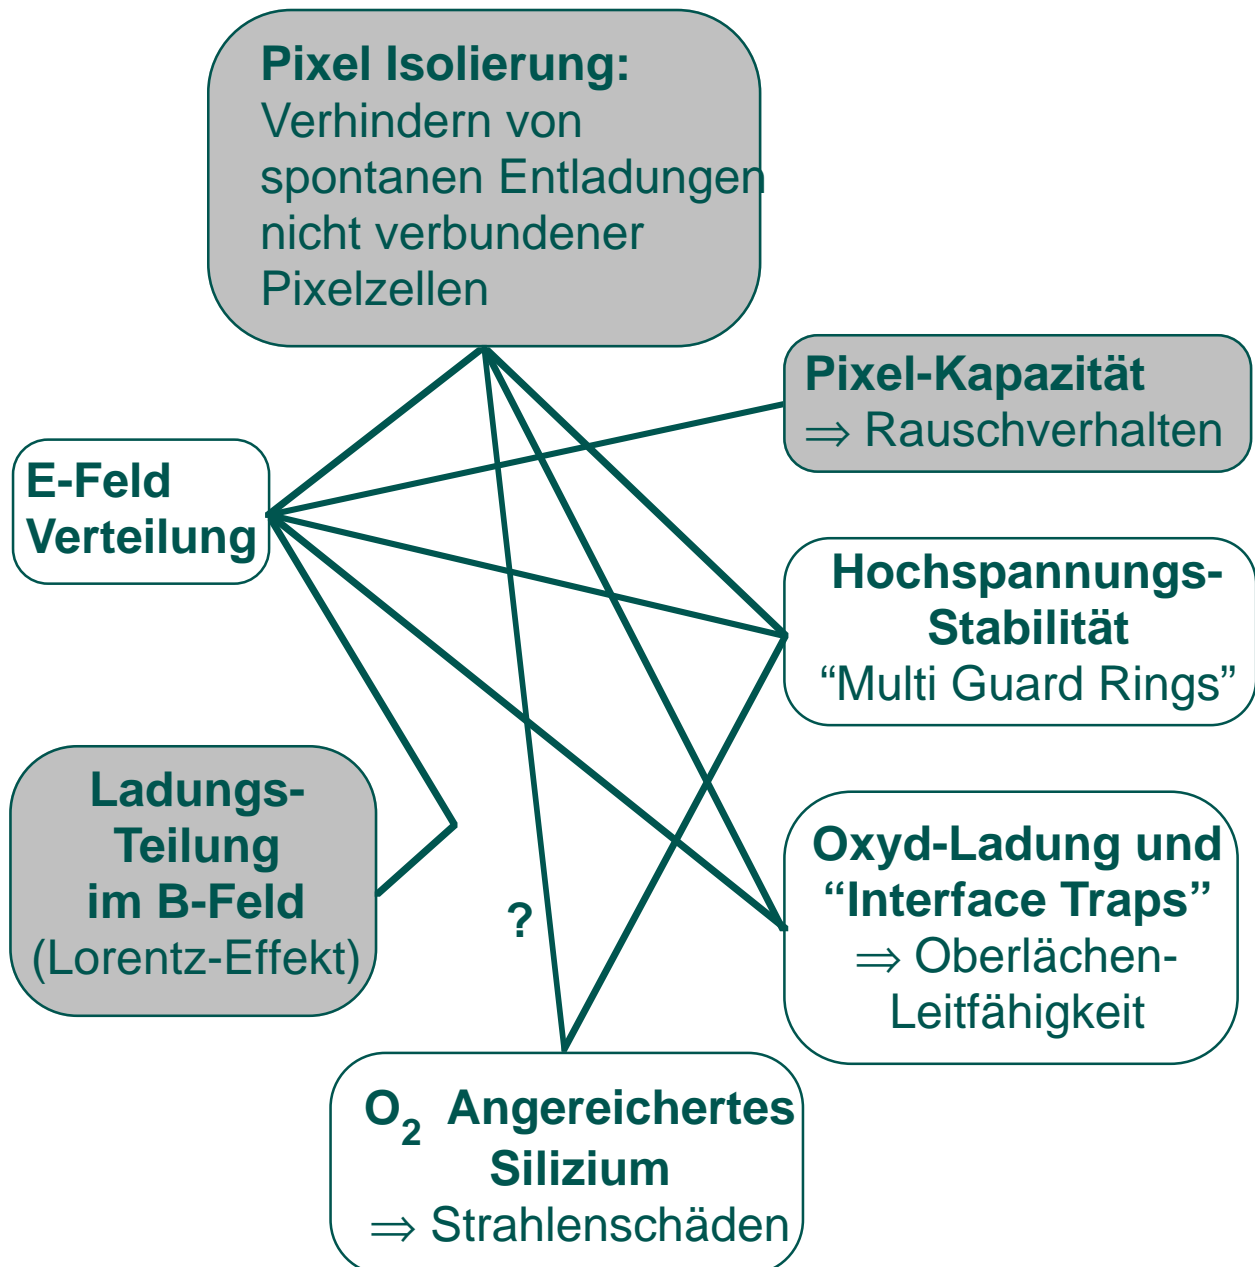 Pixel Isolierung:
Verhindern von
spontanen Entladungen
nicht verbundener
Pixelzellen
Pixel-Kapazität
⇒ Rauschverhalten
E-Feld
Verteilung
Hochspannungs-
Stabilität
“Multi Guard Rings”
Ladungs-
Teilung
im B-Feld
(Lorentz-Effekt)
Oxyd-Ladung und
“Interface Traps”
⇒ Oberlächen-
Leitfähigkeit
?
O₂ Angereichertes
Silizium
⇒ Strahlenschäden